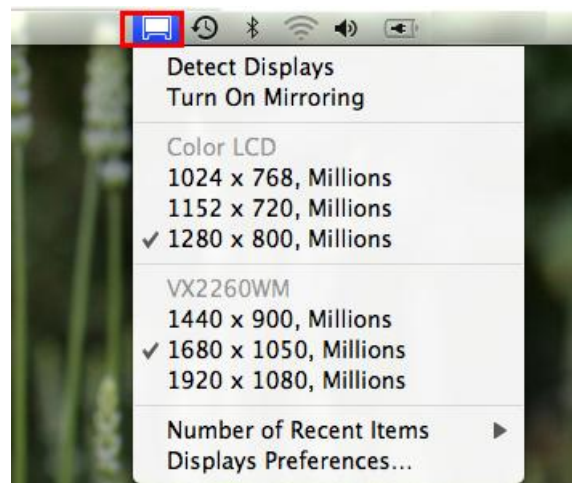 Detect Displays
Turn On Mirroring
Color LCD
1024 x 768, Millions
1152 x 720, Millions
✓ 1280 x 800, Millions
VX2260WM
1440 x 900, Millions
✓ 1680 x 1050, Millions
1920 x 1080, Millions
Number of Recent Items
Displays Preferences...